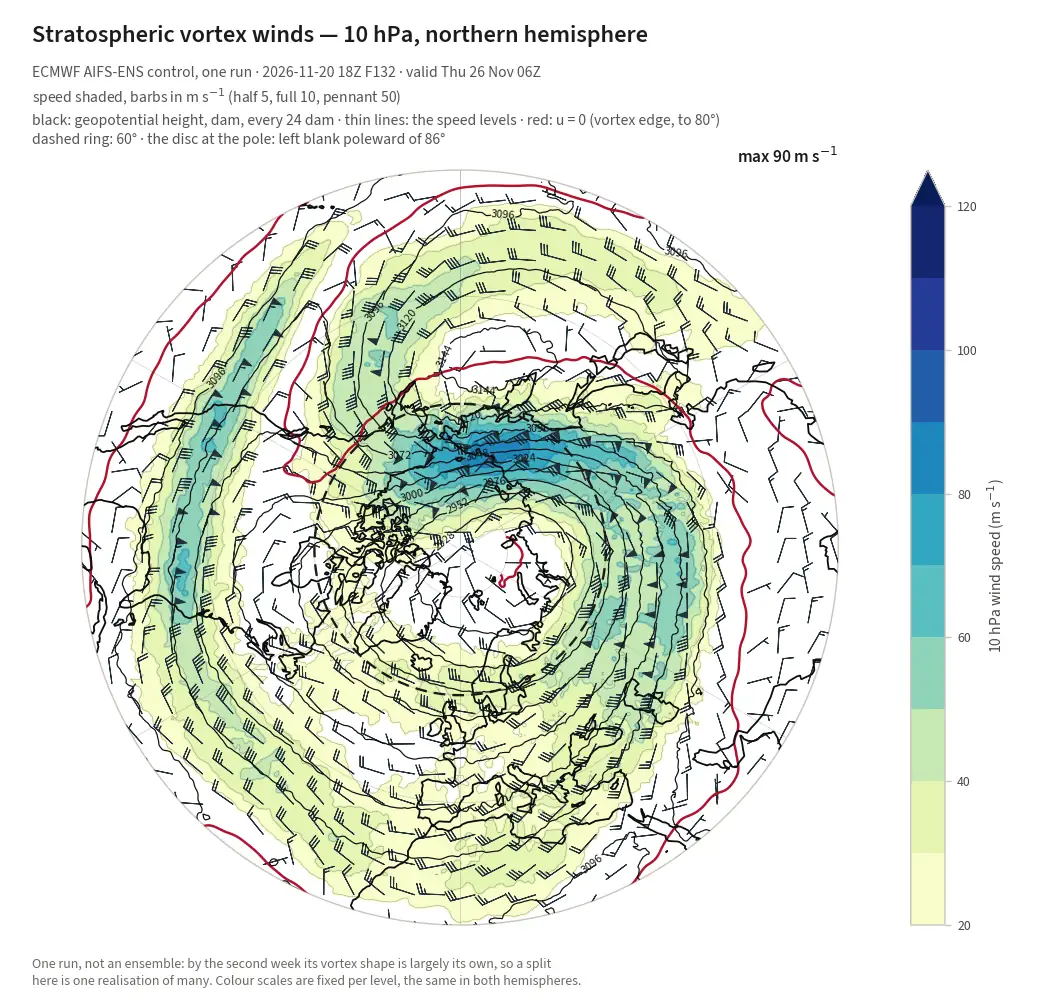 Stratospheric vortex winds — 10 hPa, northern hemisphere
ECMWF AIFS-ENS control, one run · 2026-11-20 18Z F132 · valid Thu 26 Nov 06Z
speed shaded, barbs in m s⁻¹ (half 5, full 10, pennant 50)
black: geopotential height, dam, every 24 dam · thin lines: the speed levels · red: u = 0 (vortex edge, to 80°)
dashed ring: 60° · the disc at the pole: left blank poleward of 86°
max 90 m s⁻¹
120
100
80
60
40
20
10 hPa wind speed (m s⁻¹)
3096
3096
3120
3096
3144
3072
3024
3000
2976
2952
3096
One run, not an ensemble: by the second week its vortex shape is largely its own, so a split
here is one realisation of many. Colour scales are fixed per level, the same in both hemispheres.